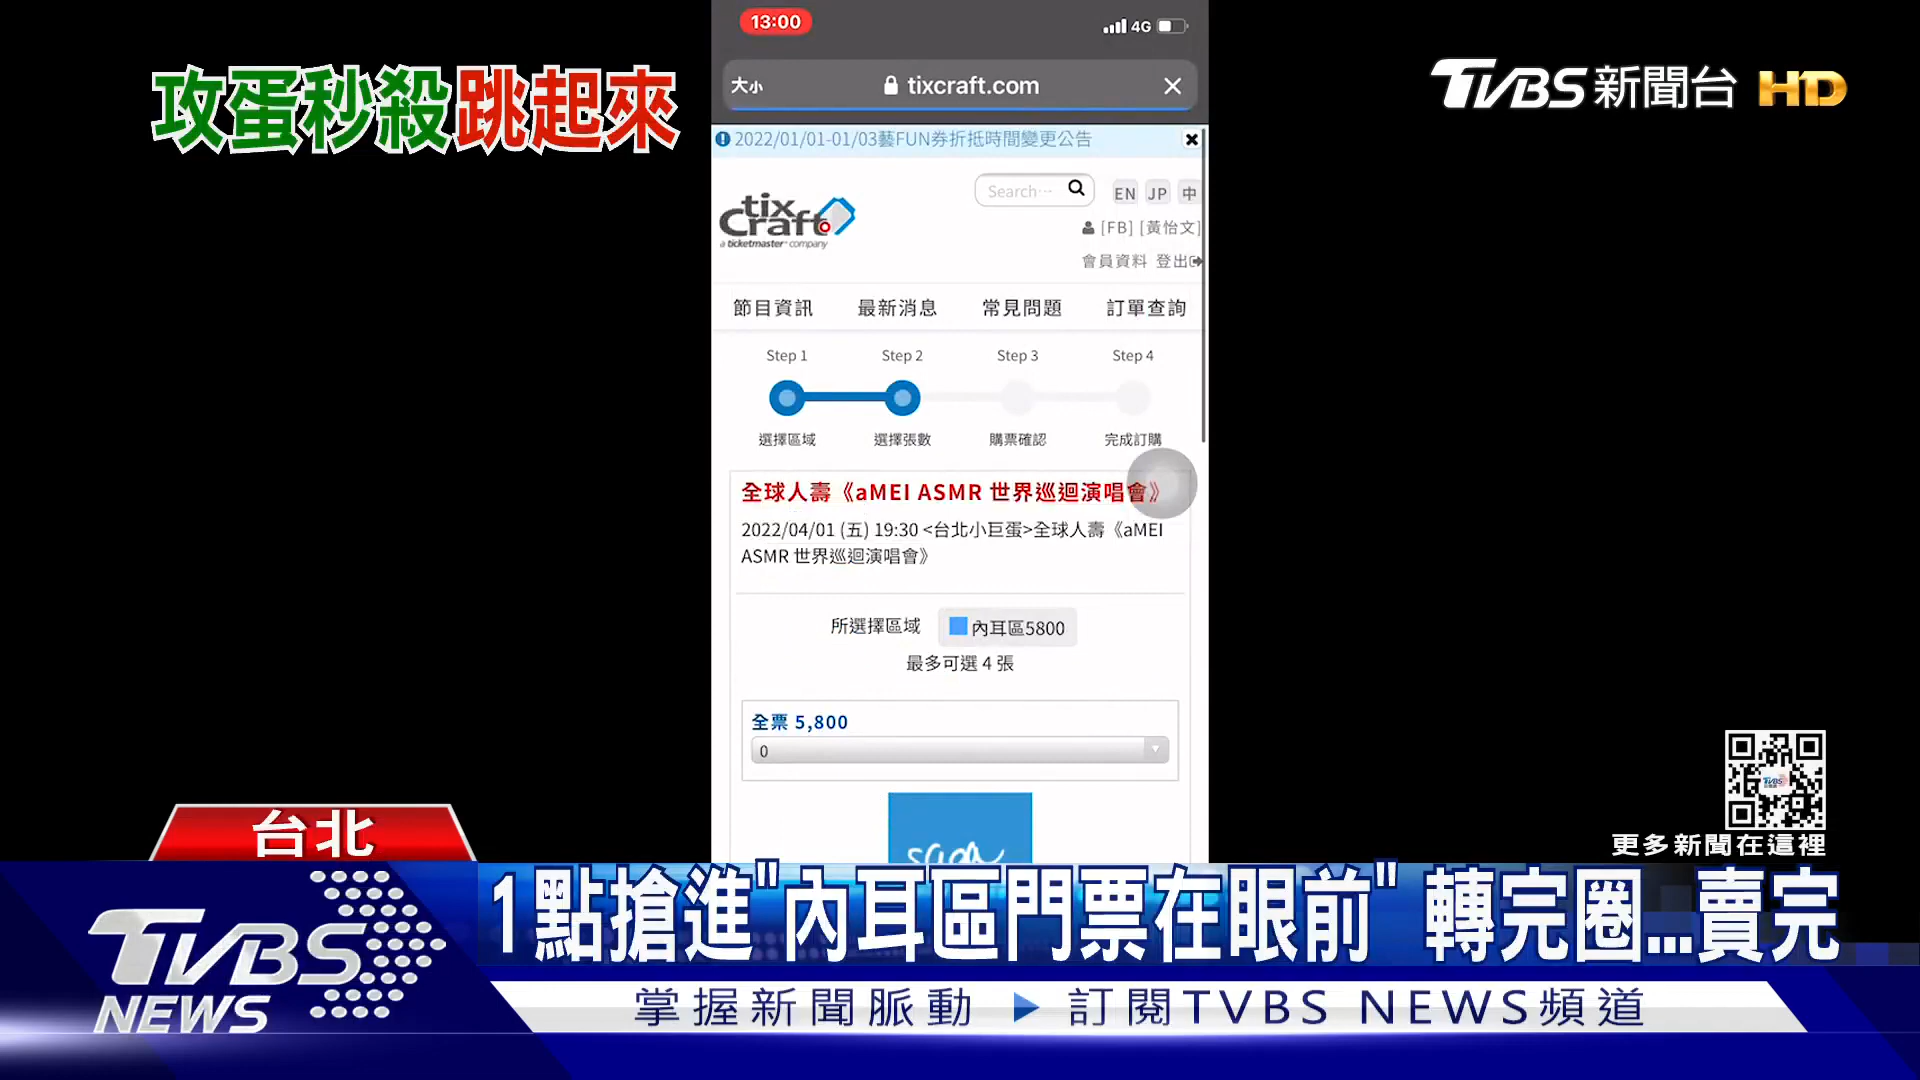 攻蛋秒殺跳起來
13:00
4G
大小
tixcraft.com
TVBS新聞台 HD
2022/01/01-01/03藝FUN券折抵時間變更公告
tix
Craft
a ticketmaster company
Search…
EN JP 中
[FB] [黃怡文]
會員資料 登出
節目資訊 最新消息 常見問題 訂單查詢
Step 1 Step 2 Step 3 Step 4
選擇區域 選擇張數 購票確認 完成訂購
全球人壽《aMEI ASMR 世界巡迴演唱會》
2022/04/01 (五) 19:30 <台北小巨蛋>全球人壽《aMEI
ASMR 世界巡迴演唱會》
所選擇區域 內耳區5800
最多可選 4 張
全票 5,800
0
TVBS
更多新聞在這裡
台北
1點搶進"內耳區門票在眼前" 轉完圈...賣完
TVBS
NEWS
掌握新聞脈動 ▶ 訂閱TVBS NEWS頻道